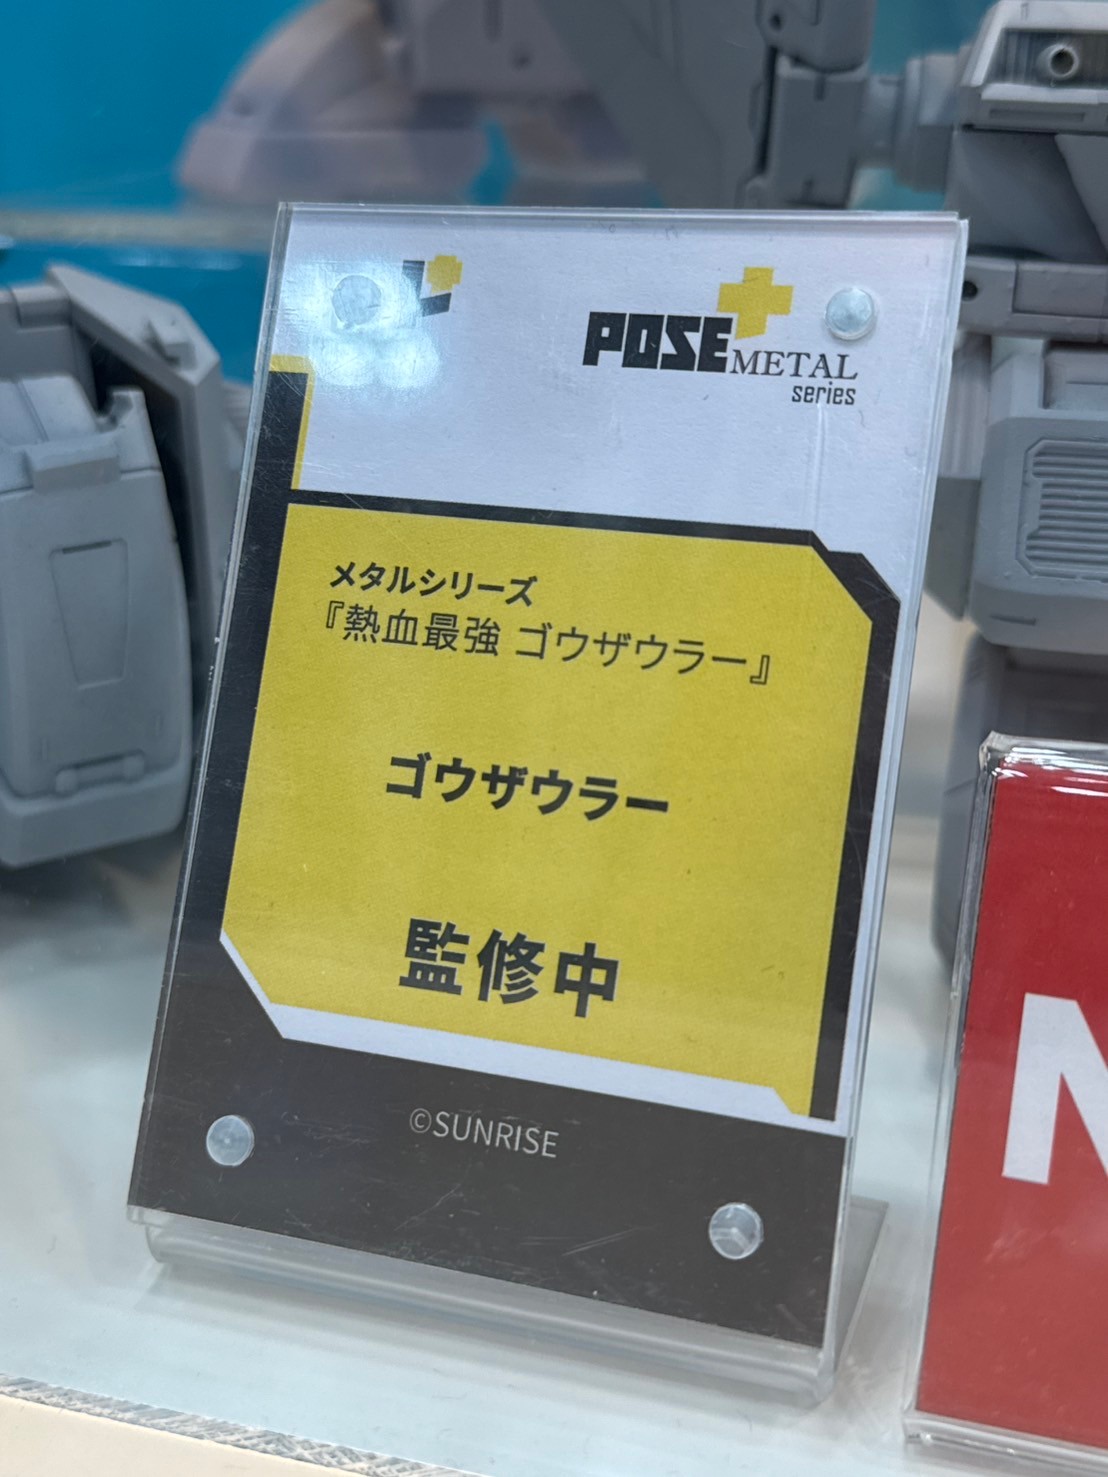 POSE
METAL
series
メタルシリーズ
『熱血最強 ゴウザウラー』
ゴウザウラー
監修中
©SUNRISE
N